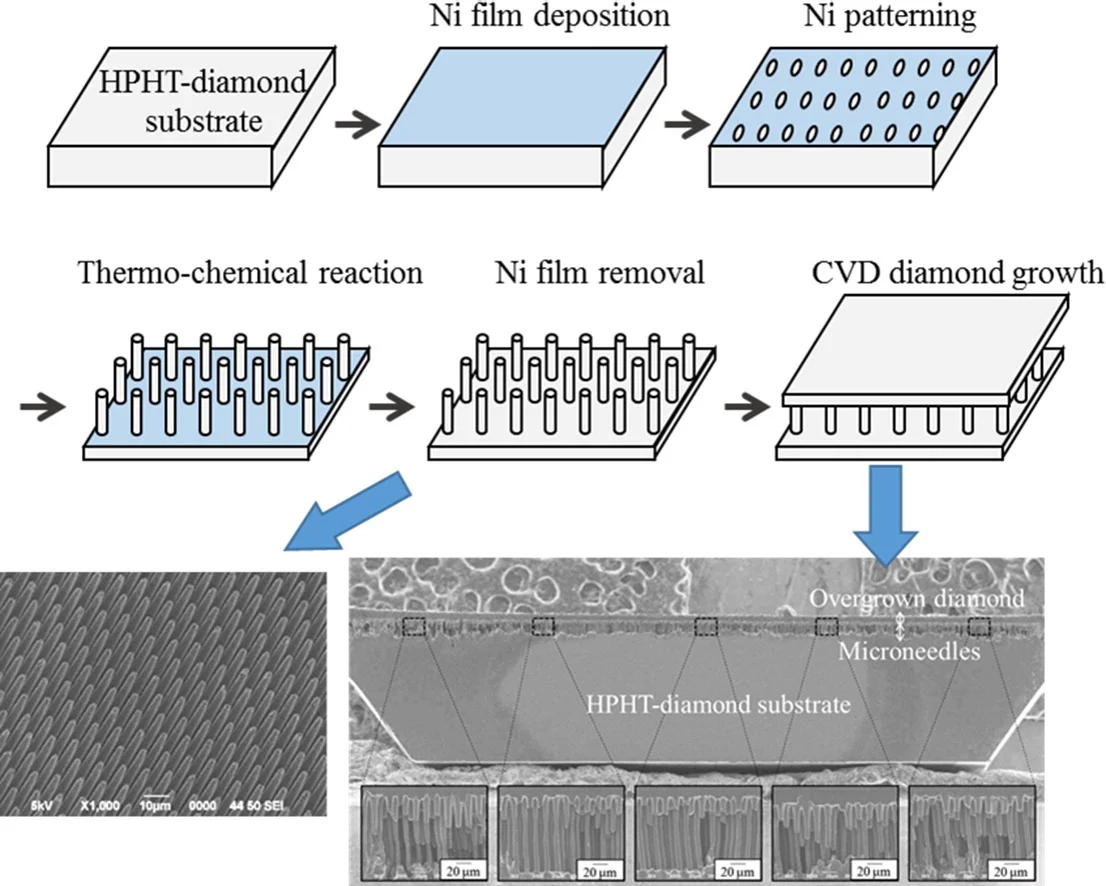 Ni film deposition
Ni patterning
HPHT-diamond
substrate
Thermo-chemical reaction
Ni film removal
CVD diamond growth
Overgrown diamond
Microneedles
HPHT-diamond substrate
5kV X1,000 10μm 0000 44 50 SEI
20 μm
20 μm
20 μm
20 μm
20 μm